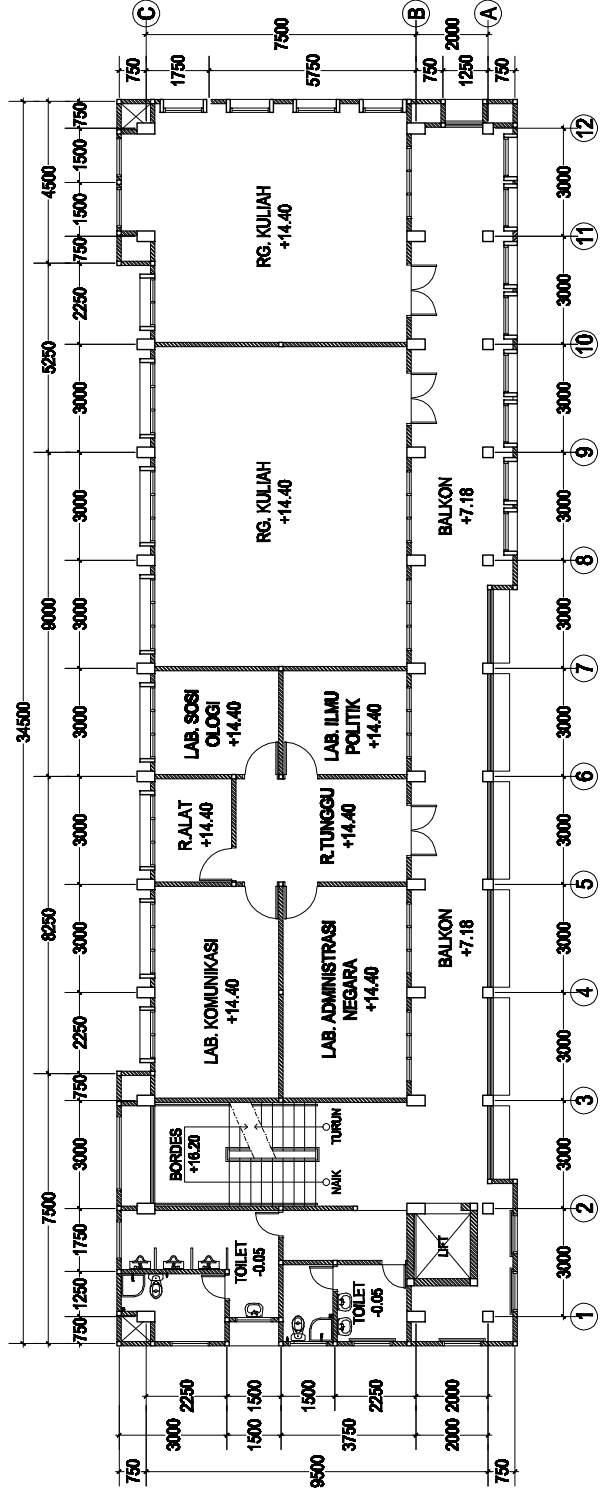 34500
7500 8250 9000 5250 4500
750 1250 1750 3000 750 2250 3000 3000 3000 3000 3000 3000 2250 750 1500 1500 750
750
9500
750
3000
1500
3750
2000
2250
1500
1500
2250
2000
TOILET
-0.05
TOILET
-0.05
BORDES
+16.20
NAIK
TURUN
LIFT
LAB. KOMUNIKASI
+14.40
LAB. ADMINISTRASI
NEGARA
+14.40
R.ALAT
+14.40
R.TUNGGU
+14.40
LAB. SOSI
OLOGI
+14.40
LAB. ILMU
POLITIK
+14.40
RG. KULIAH
+14.40
RG. KULIAH
+14.40
BALKON
+7.18
BALKON
+7.18
750
1750
5750
750
1250
750
7500
2000
C
B
A
3000 3000 3000 3000 3000 3000 3000 3000 3000 3000 3000
1 2 3 4 5 6 7 8 9 10 11 12